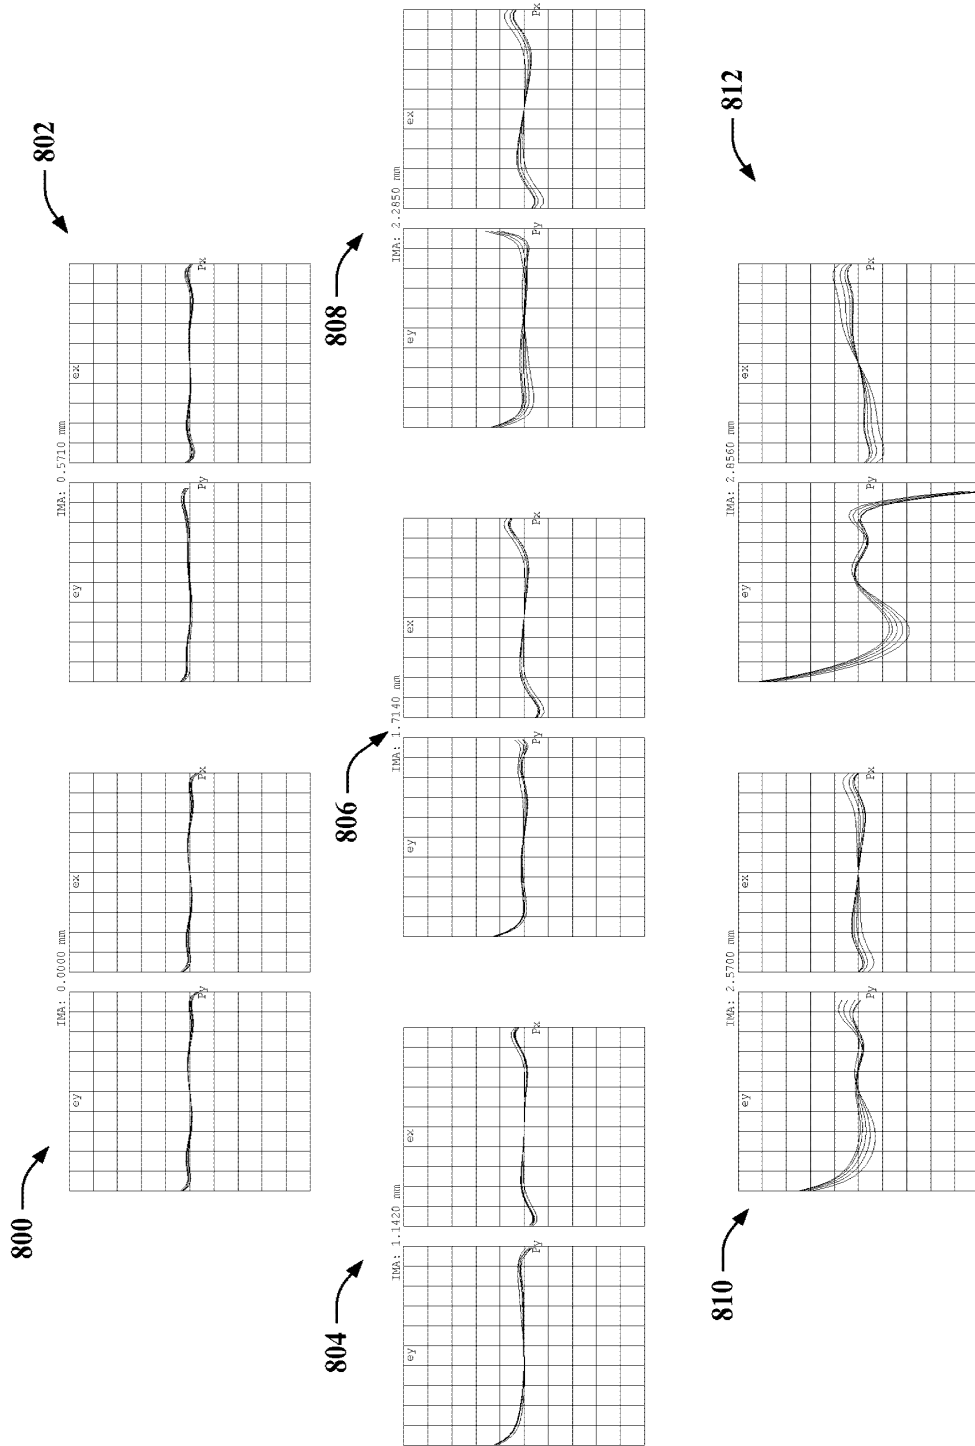 800
IMA: 0.0000 mm
ey
Py
ex
Px
802
IMA: 0.5710 mm
ey
Py
ex
Px
804
IMA: 1.1420 mm
ey
Py
ex
Px
806
IMA: 1.7140 mm
ey
Py
ex
Px
808
IMA: 2.2850 mm
ey
Py
ex
Px
810
IMA: 2.5700 mm
ey
Py
ex
Px
812
IMA: 2.8560 mm
ey
Py
ex
Px